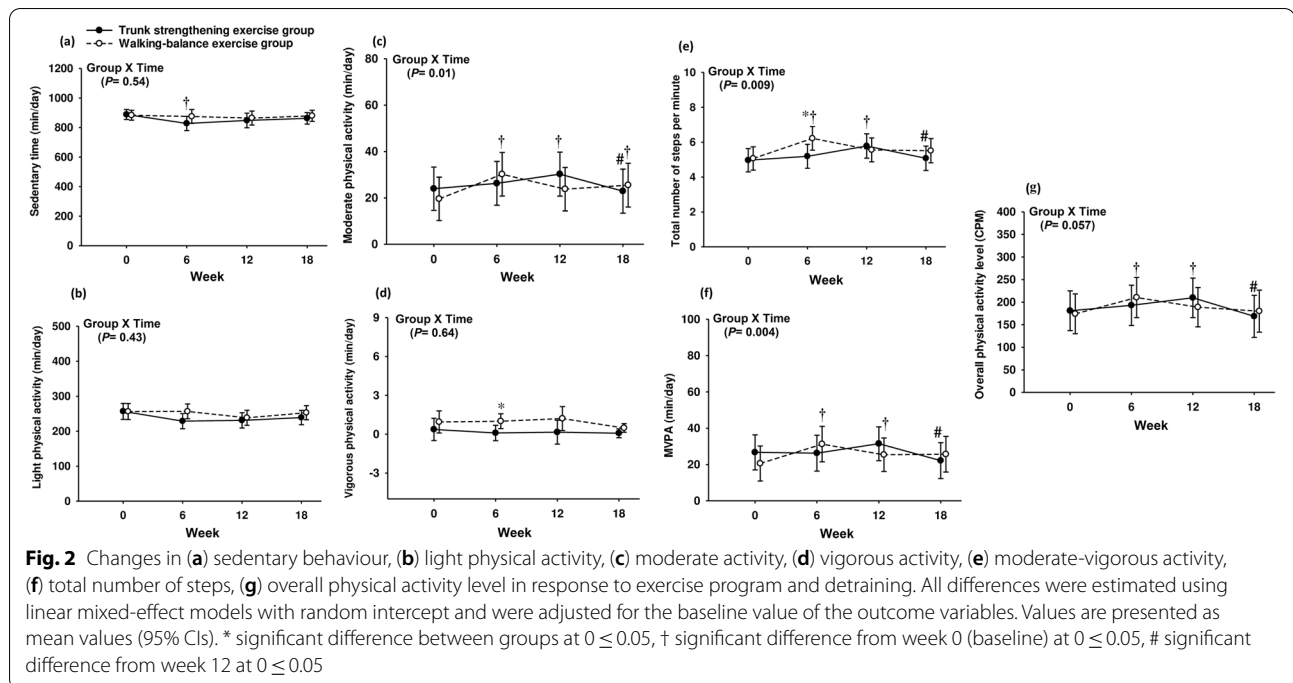 Trunk strengthening exercise group
Walking-balance exercise group
(a)
Group X Time
(P= 0.54)
Sedentary time (min/day)
1200
1000
800
600
400
200
0
†
0 6 12 18
Week
(b)
Group X Time
(P= 0.43)
Light physical activity (min/day)
500
400
300
200
100
0
0 6 12 18
Week
(c)
Group X Time
(P= 0.01)
Moderate physical activity (min/day)
80
60
40
20
0
† † # †
0 6 12 18
Week
(d)
Group X Time
(P= 0.64)
Vigorous physical activity (min/day)
9
6
3
0
-3
*
0 6 12 18
Week
(e)
Group X Time
(P= 0.009)
Total number of steps per minute
10
8
6
4
2
0
*† † #
0 6 12 18
Week
(f)
Group X Time
(P= 0.004)
MVPA (min/day)
100
80
60
40
20
0
† † #
0 6 12 18
Week
(g)
Group X Time
(P= 0.057)
Overall physical activity level (CPM)
400
350
300
250
200
150
100
50
0
† † #
0 6 12 18
Week
Fig. 2 Changes in (a) sedentary behaviour, (b) light physical activity, (c) moderate activity, (d) vigorous activity, (e) moderate-vigorous activity,
(f) total number of steps, (g) overall physical activity level in response to exercise program and detraining. All differences were estimated using
linear mixed-effect models with random intercept and were adjusted for the baseline value of the outcome variables. Values are presented as
mean values (95% CIs). * significant difference between groups at 0 ≤ 0.05, † significant difference from week 0 (baseline) at 0 ≤ 0.05, # significant
difference from week 12 at 0 ≤ 0.05